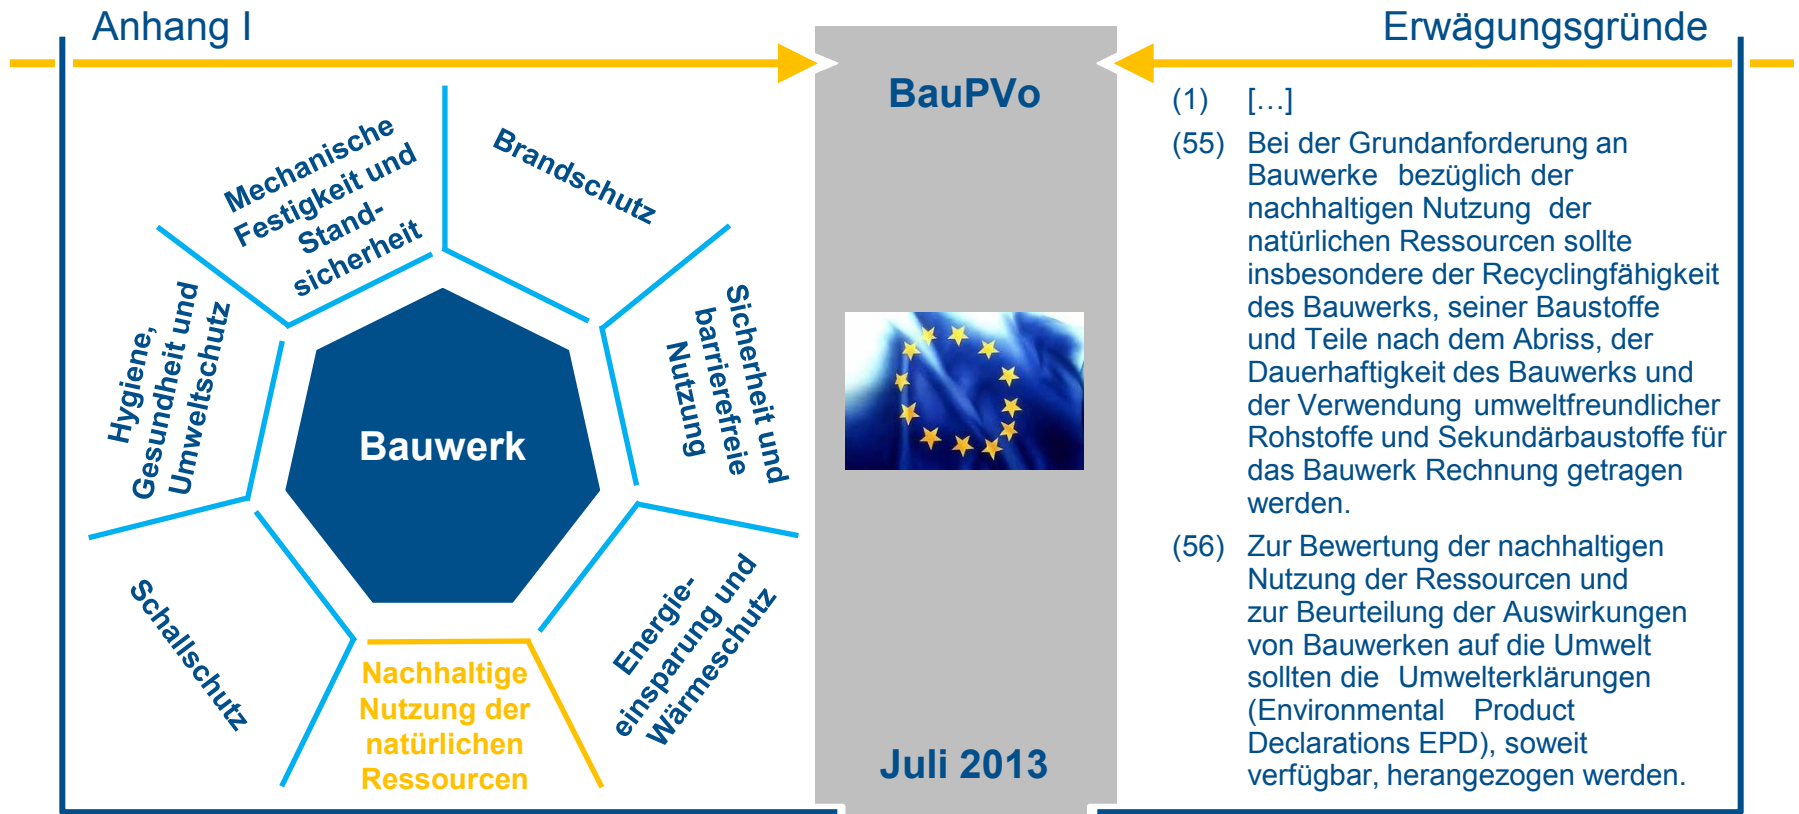 Anhang I
Mechanische
Festigkeit und
Stand-
sicherheit
Brandschutz
Sicherheit und
barrierefreie
Nutzung
Energie-
einsparung und
Wärmeschutz
Nachhaltige
Nutzung der
natürlichen
Ressourcen
Schallschutz
Hygiene,
Gesundheit und
Umweltschutz
Bauwerk
BauPVo
Juli 2013
Erwägungsgründe
(1) […]
(55) Bei der Grundanforderung an
Bauwerke bezüglich der
nachhaltigen Nutzung der
natürlichen Ressourcen sollte
insbesondere der Recyclingfähigkeit
des Bauwerks, seiner Baustoffe
und Teile nach dem Abriss, der
Dauerhaftigkeit des Bauwerks und
der Verwendung umweltfreundlicher
Rohstoffe und Sekundärbaustoffe für
das Bauwerk Rechnung getragen
werden.
(56) Zur Bewertung der nachhaltigen
Nutzung der Ressourcen und
zur Beurteilung der Auswirkungen
von Bauwerken auf die Umwelt
sollten die Umwelterklärungen
(Environmental Product
Declarations EPD), soweit
verfügbar, herangezogen werden.